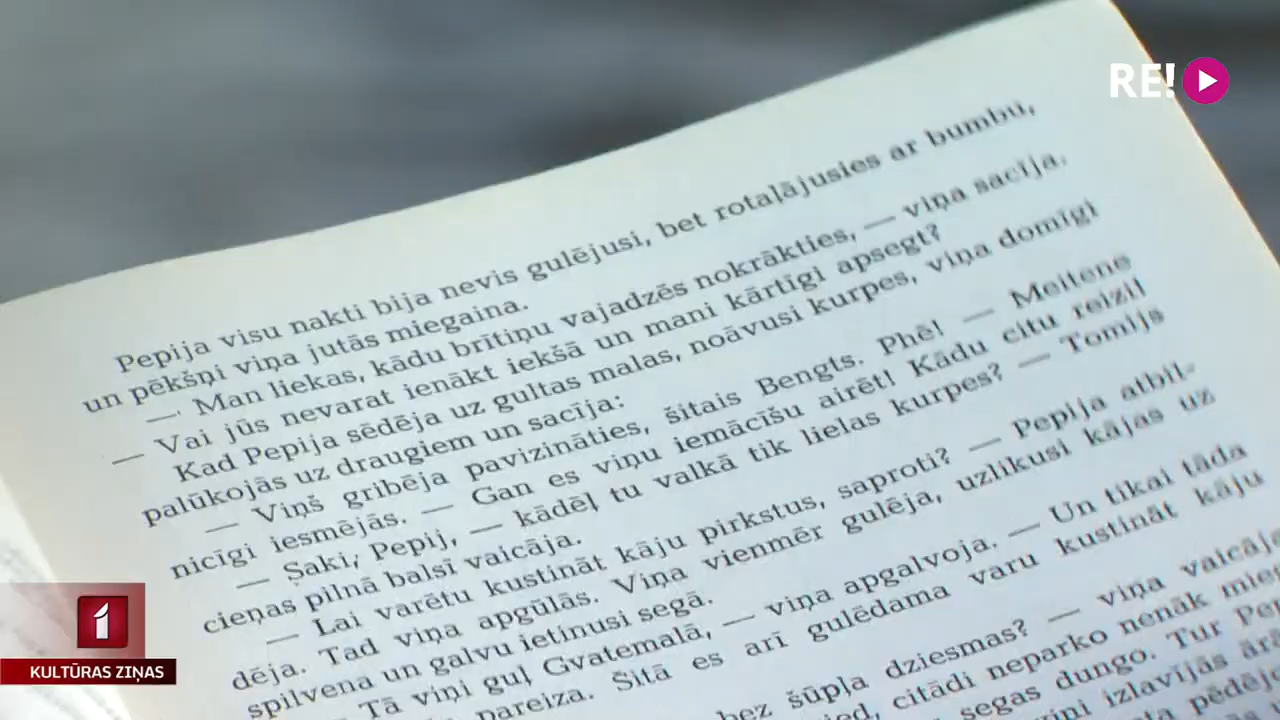 RE!
Pepija visu nakti bija nevis gulējusi, bet rotaļājusies ar bumbu,
un pēkšņi viņa jutās miegaina.
— Man liekas, kādu brītiņu vajadzēs nokrākties, — viņa sacīja.
— Vai jūs nevarat ienākt iekšā un mani kārtīgi apsegt?
Kad Pepija sēdēja uz gultas malas, noāvusi kurpes, viņa domīgi
palūkojās uz draugiem un sacīja:
— Viņš gribēja pavizināties, šitais Bengts. Phē! — Meitene
nicīgi iesmējās. — Gan es viņu iemācīšu airēt! Kādu citu reizi!
— Saki, Pepij, — kādēļ tu valkā tik lielas kurpes? — Tomijs
cieņas pilnā balsī vaicāja.
— Lai varētu kustināt kāju pirkstus, saproti? — Pepija atbil-
dēja. Tad viņa apgūlās. Viņa vienmēr gulēja, uzlikusi kājas uz
spilvena un galvu ietinusi segā.
Tā viņi guļ Gvatemalā, — viņa apgalvoja. — Un tikai tāda
pareiza. Šitā es arī gulēdama varu kustināt kāju
bez šūpļa dziesmas? — viņa vaicāja
citādi neparko nenāk
segas dungo. Tur
izlavījās
1
KULTŪRAS ZIŅAS